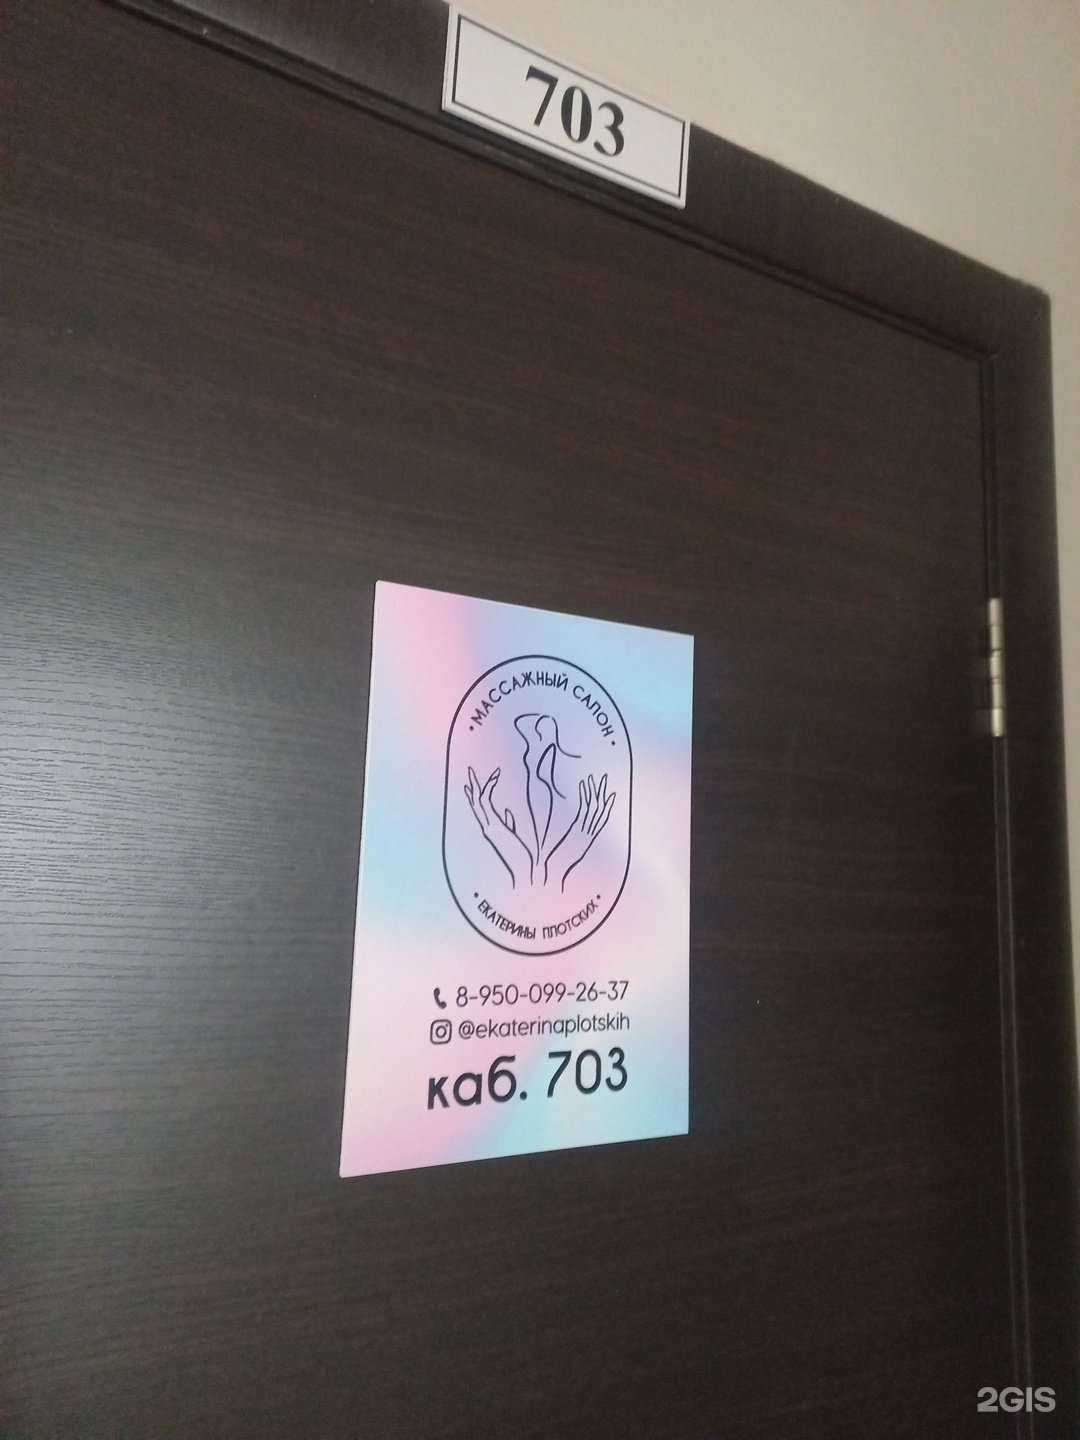 703
• МАССАЖНЫЙ САЛОН •
• ЕКАТЕРИНЫ ПЛОТСКИХ •
8-950-099-26-37
@ekaterinaplotskih
каб. 703
2GIS